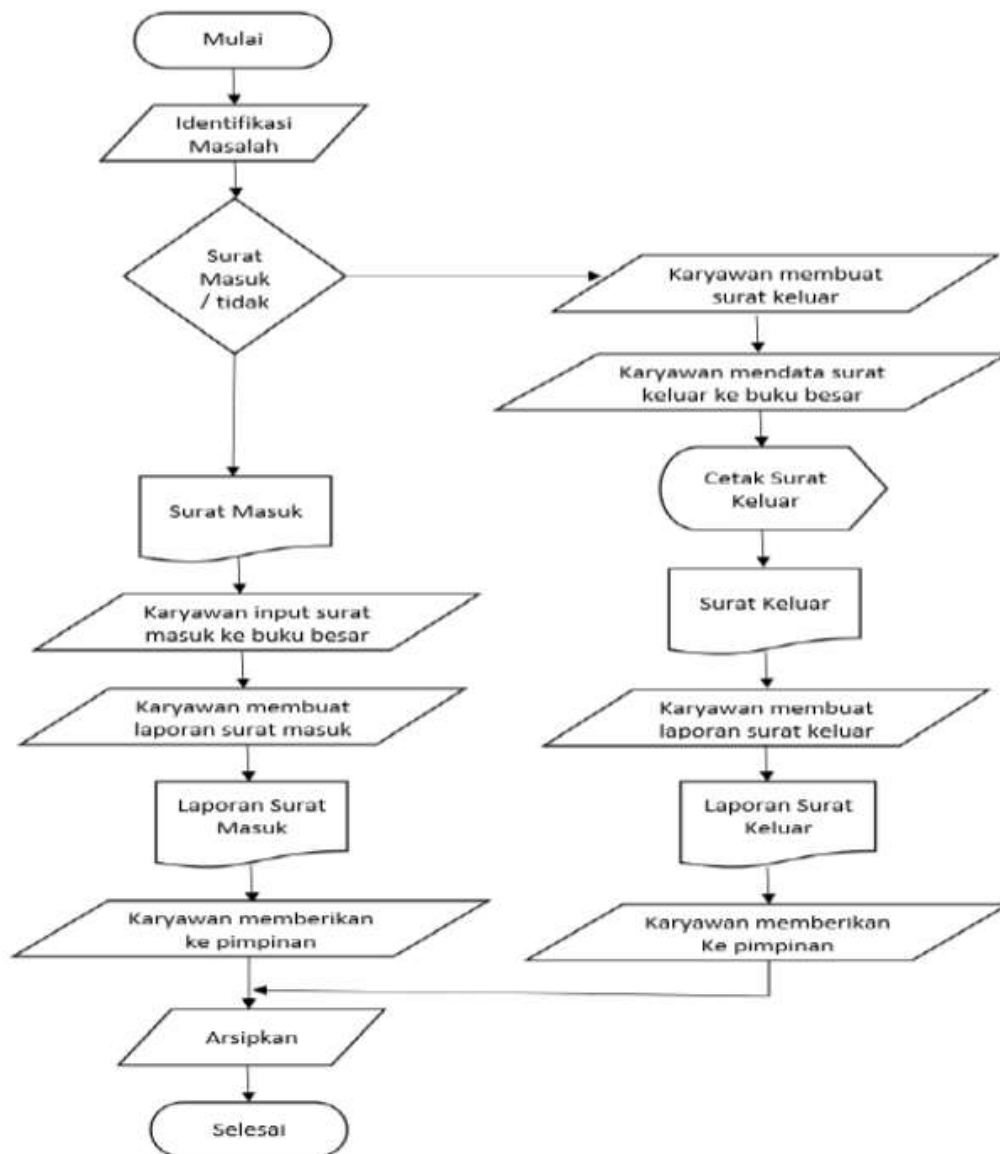 Mulai
Identifikasi
Masalah
Surat
Masuk
/ tidak
Surat Masuk
Karyawan input surat
masuk ke buku besar
Karyawan membuat
laporan surat masuk
Laporan Surat
Masuk
Karyawan memberikan
ke pimpinan
Karyawan membuat
surat keluar
Karyawan mendata surat
keluar ke buku besar
Cetak Surat
Keluar
Surat Keluar
Karyawan membuat
laporan surat keluar
Laporan Surat
Keluar
Karyawan memberikan
Ke pimpinan
Arsipkan
Selesai